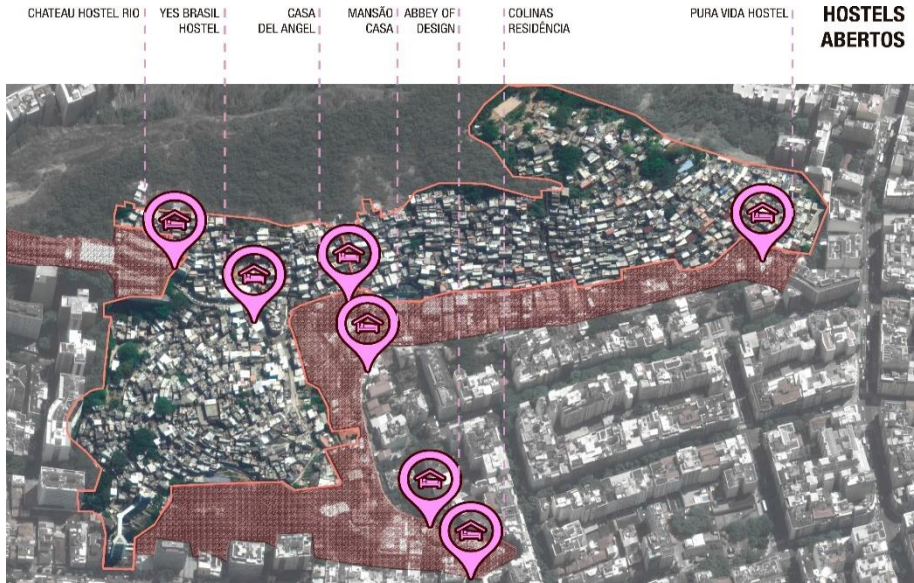 CHATEAU HOSTEL RIO
YES BRASIL
HOSTEL
CASA
DEL ANGEL
MANSÃO
CASA
ABBEY OF
DESIGN
COLINAS
RESIDÊNCIA
PURA VIDA HOSTEL
HOSTELS
ABERTOS